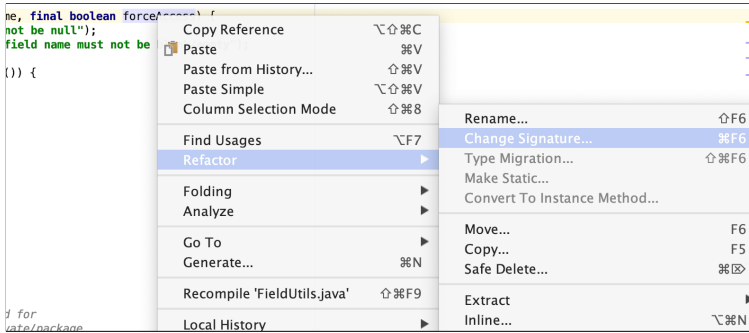 me, final boolean forceAccess) {
not be null");
field name must not be
()) {
d for
vate/package
Copy Reference ⌥⇧⌘C
Paste ⌘V
Paste from History... ⇧⌘V
Paste Simple ⌥⇧⌘V
Column Selection Mode ⇧⌘8
Find Usages ⌥F7
Refactor
Folding
Analyze
Go To
Generate... ⌘N
Recompile 'FieldUtils.java' ⇧⌘F9
Local History
Rename... ⇧F6
Change Signature... ⌘F6
Type Migration... ⇧⌘F6
Make Static...
Convert To Instance Method...
Move... F6
Copy... F5
Safe Delete... ⌘⌦
Extract
Inline... ⌥⌘N